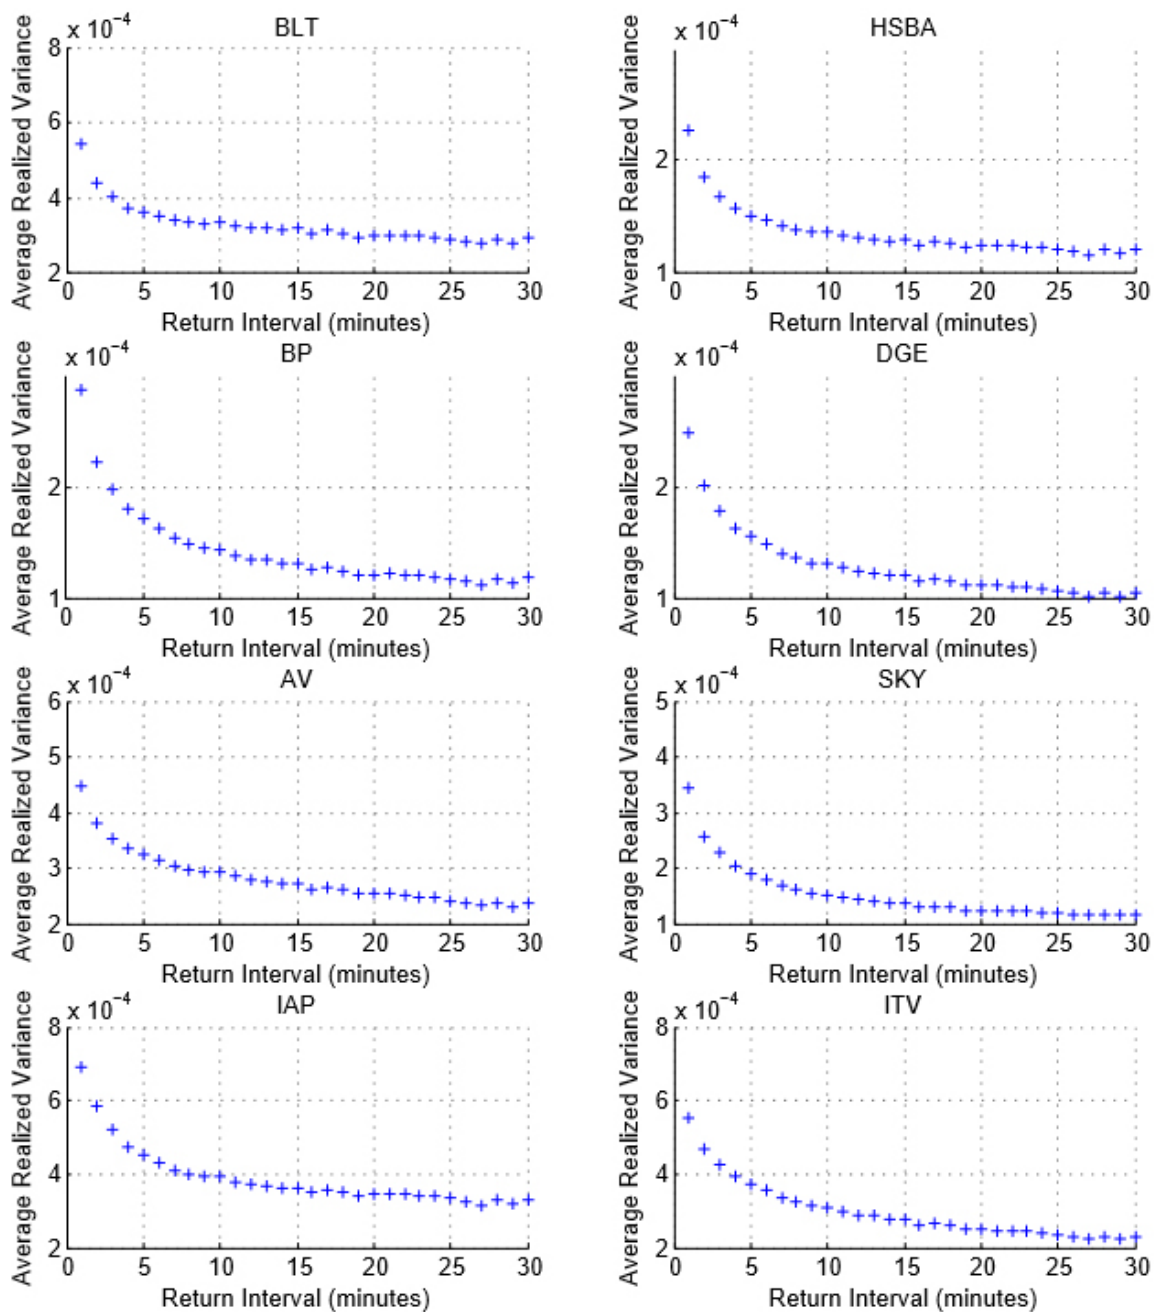 x 10⁻⁴
BLT
Average Realized Variance
8
6
4
2
0 5 10 15 20 25 30
Return Interval (minutes)
x 10⁻⁴
HSBA
Average Realized Variance
2
1
0 5 10 15 20 25 30
Return Interval (minutes)
x 10⁻⁴
BP
Average Realized Variance
2
1
0 5 10 15 20 25 30
Return Interval (minutes)
x 10⁻⁴
DGE
Average Realized Variance
2
1
0 5 10 15 20 25 30
Return Interval (minutes)
x 10⁻⁴
AV
Average Realized Variance
6
5
4
3
2
0 5 10 15 20 25 30
Return Interval (minutes)
x 10⁻⁴
SKY
Average Realized Variance
5
4
3
2
1
0 5 10 15 20 25 30
Return Interval (minutes)
x 10⁻⁴
IAP
Average Realized Variance
8
6
4
2
0 5 10 15 20 25 30
Return Interval (minutes)
x 10⁻⁴
ITV
Average Realized Variance
8
6
4
2
0 5 10 15 20 25 30
Return Interval (minutes)